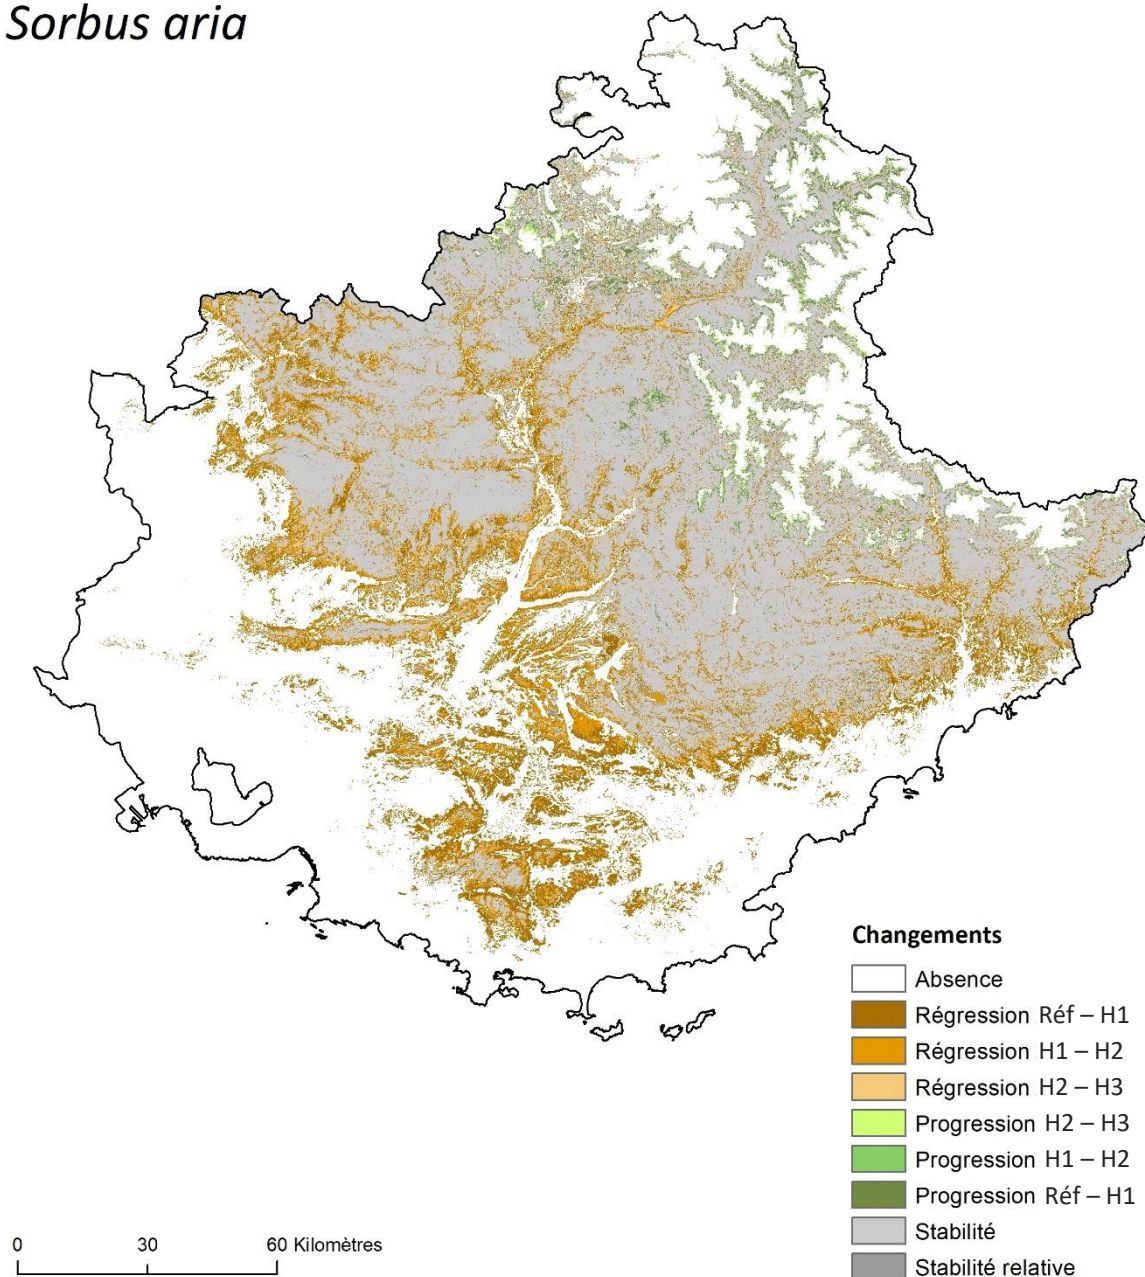 Sorbus aria
Changements
Absence
Régression Réf – H1
Régression H1 – H2
Régression H2 – H3
Progression H2 – H3
Progression H1 – H2
Progression Réf – H1
Stabilité
Stabilité relative
0 30 60 Kilomètres